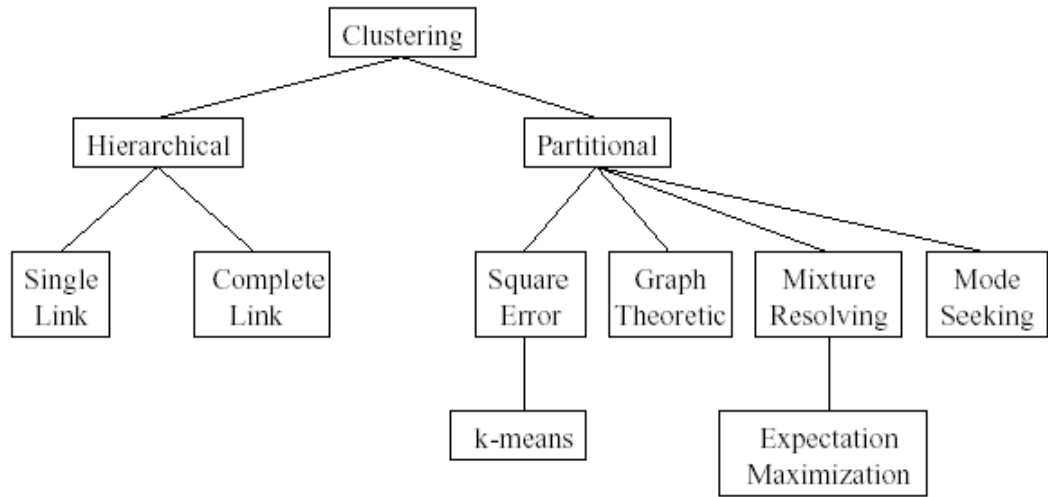 Clustering
Hierarchical
Partitional
Single
Link
Complete
Link
Square
Error
Graph
Theoretic
Mixture
Resolving
Mode
Seeking
k-means
Expectation
Maximization